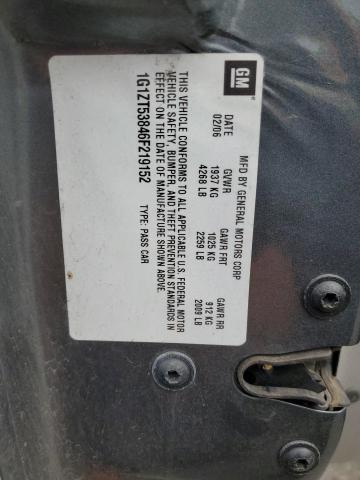 GM
MFD BY GENERAL MOTORS CORP
DATE GVWR GAWR FRT GAWR RR
02/06 1937 KG 1025 KG 912 KG
4268 LB 2259 LB 2009 LB
THIS VEHICLE CONFORMS TO ALL APPLICABLE U.S. FEDERAL MOTOR
VEHICLE SAFETY, BUMPER, AND THEFT PREVENTION STANDARDS IN
EFFECT ON THE DATE OF MANUFACTURE SHOWN ABOVE.
1G1ZT53846F219152 TYPE: PASS CAR